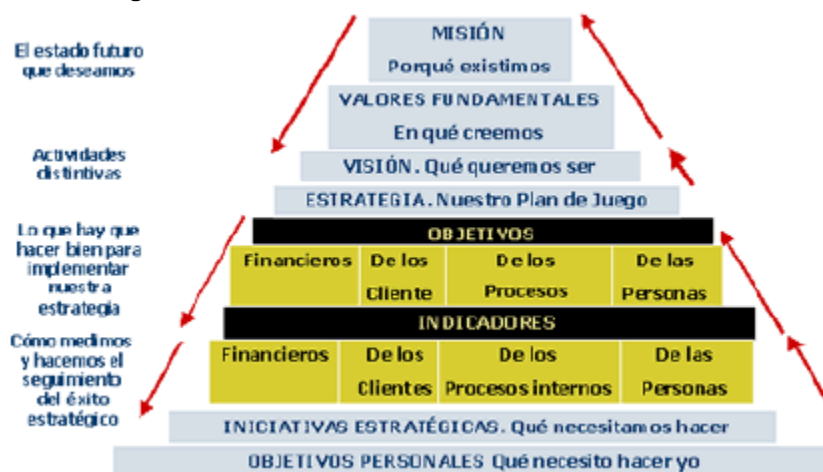 El estado futuro
que deseamos
MISIÓN
Porqué existimos
VALORES FUNDAMENTALES
En qué creemos
Actividades
distintivas
VISIÓN. Qué queremos ser
ESTRATEGIA. Nuestro Plan de Juego
Lo que hay que
hacer bien para
implementar
nuestra
estrategia
OBJETIVOS
Financieros
De los
Cliente
De los
Procesos
De las
Personas
Cómo medimos
y hacemos el
seguimiento
del éxito
estratégico
INDICADORES
Financieros
De los
Clientes
De los
Procesos internos
De las
Personas
INICIATIVAS ESTRATÉGICAS. Qué necesitamos hacer
OBJETIVOS PERSONALES Qué necesito hacer yo